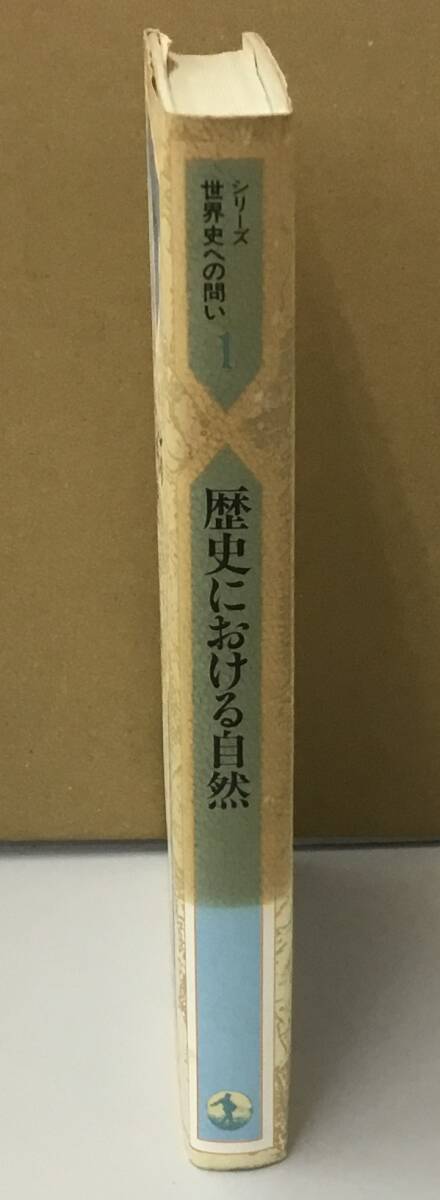 シリーズ
世界史への問い
1
歴史における自然